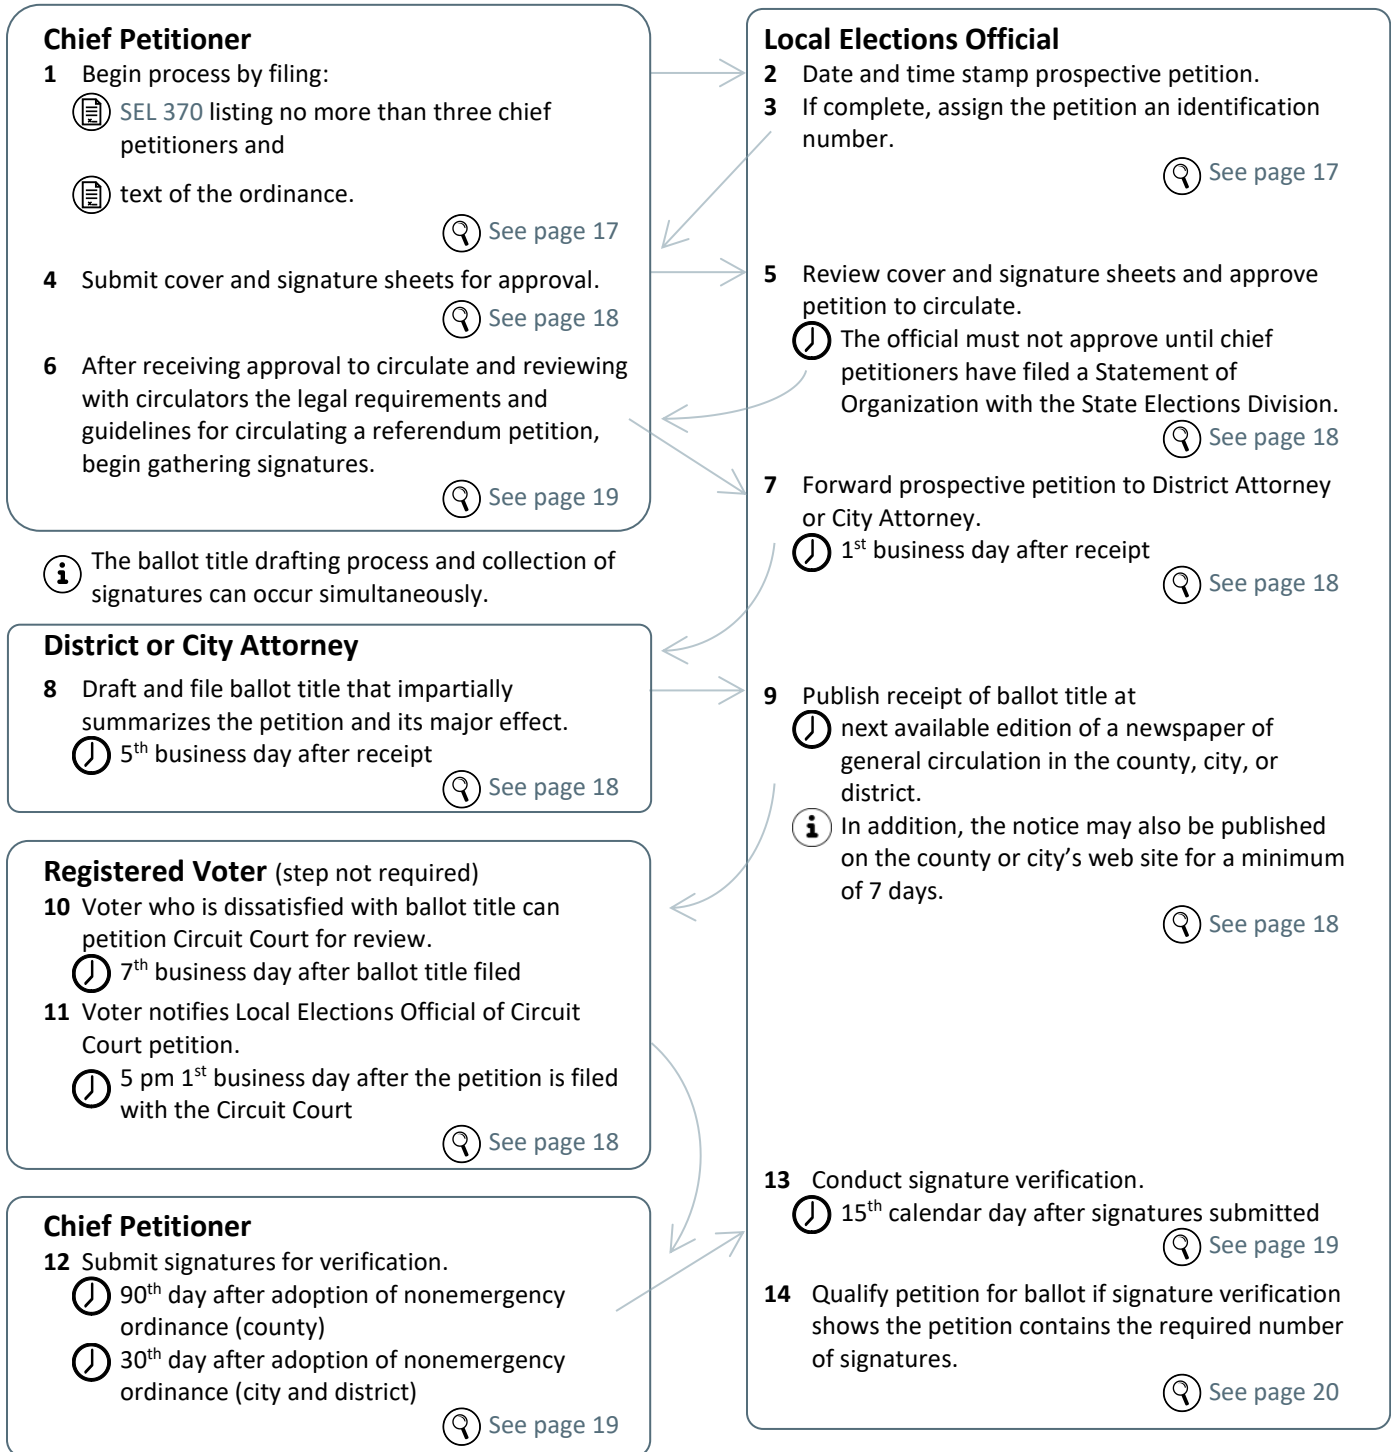 Chief Petitioner
1 Begin process by filing:
SEL 370 listing no more than three chief
petitioners and
text of the ordinance.
See page 17
4 Submit cover and signature sheets for approval.
See page 18
6 After receiving approval to circulate and reviewing
with circulators the legal requirements and
guidelines for circulating a referendum petition,
begin gathering signatures.
See page 19
The ballot title drafting process and collection of
signatures can occur simultaneously.
District or City Attorney
8 Draft and file ballot title that impartially
summarizes the petition and its major effect.
5th business day after receipt
See page 18
Registered Voter (step not required)
10 Voter who is dissatisfied with ballot title can
petition Circuit Court for review.
7th business day after ballot title filed
11 Voter notifies Local Elections Official of Circuit
Court petition.
5 pm 1st business day after the petition is filed
with the Circuit Court
See page 18
Chief Petitioner
12 Submit signatures for verification.
90th day after adoption of nonemergency
ordinance (county)
30th day after adoption of nonemergency
ordinance (city and district)
See page 19
Local Elections Official
2 Date and time stamp prospective petition.
3 If complete, assign the petition an identification
number.
See page 17
5 Review cover and signature sheets and approve
petition to circulate.
The official must not approve until chief
petitioners have filed a Statement of
Organization with the State Elections Division.
See page 18
7 Forward prospective petition to District Attorney
or City Attorney.
1st business day after receipt
See page 18
9 Publish receipt of ballot title at
next available edition of a newspaper of
general circulation in the county, city, or
district.
In addition, the notice may also be published
on the county or city's web site for a minimum
of 7 days.
See page 18
13 Conduct signature verification.
15th calendar day after signatures submitted
See page 19
14 Qualify petition for ballot if signature verification
shows the petition contains the required number
of signatures.
See page 20